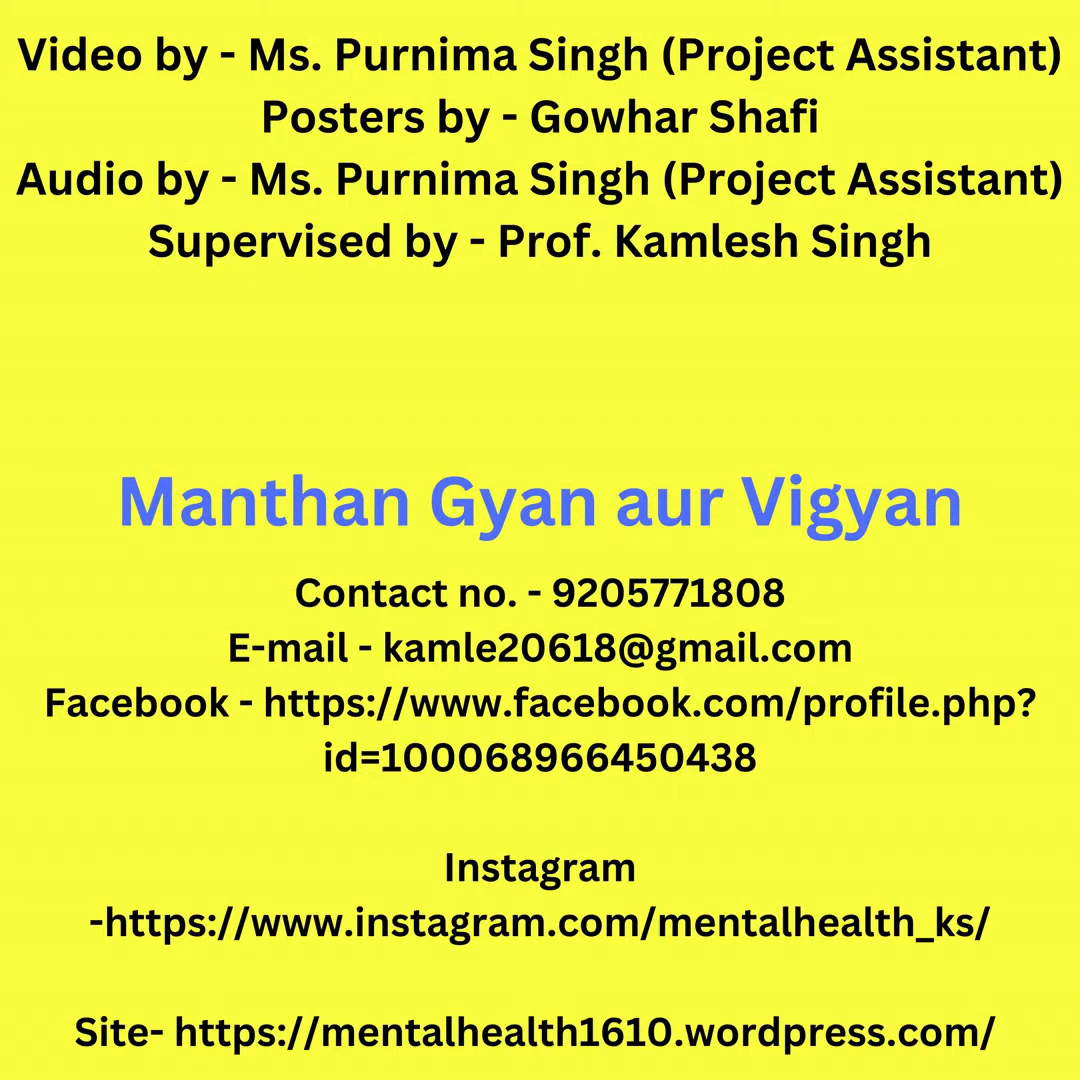 Video by - Ms. Purnima Singh (Project Assistant)
Posters by - Gowhar Shafi
Audio by - Ms. Purnima Singh (Project Assistant)
Supervised by - Prof. Kamlesh Singh
Manthan Gyan aur Vigyan
Contact no. - 9205771808
E-mail - kamle20618@gmail.com
Facebook - https://www.facebook.com/profile.php?
id=100068966450438
Instagram
-https://www.instagram.com/mentalhealth_ks/
Site- https://mentalhealth1610.wordpress.com/